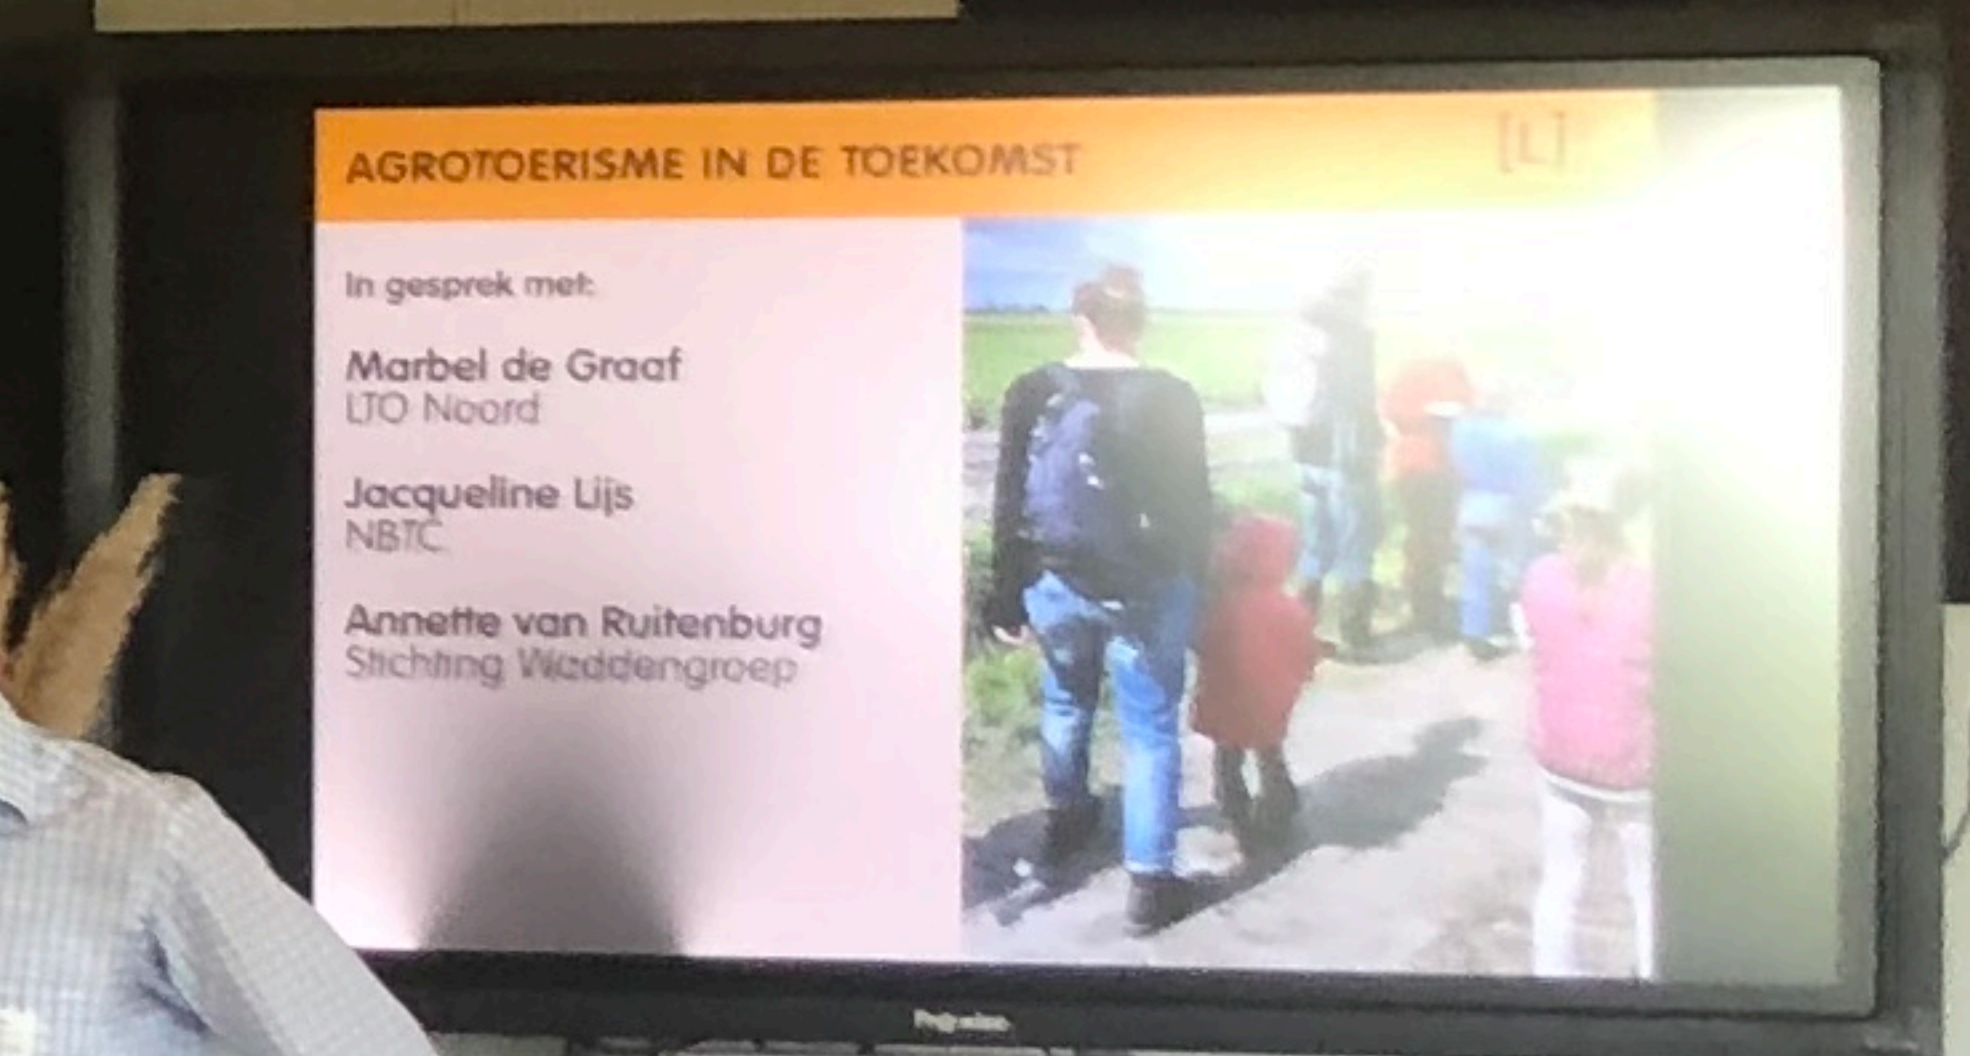 AGROTOERISME IN DE TOEKOMST
[L]
In gesprek met:
Marbel de Graaf
LTO Noord
Jacqueline Lijs
NBTC
Annette van Ruitenburg
Stichting Waddengroep